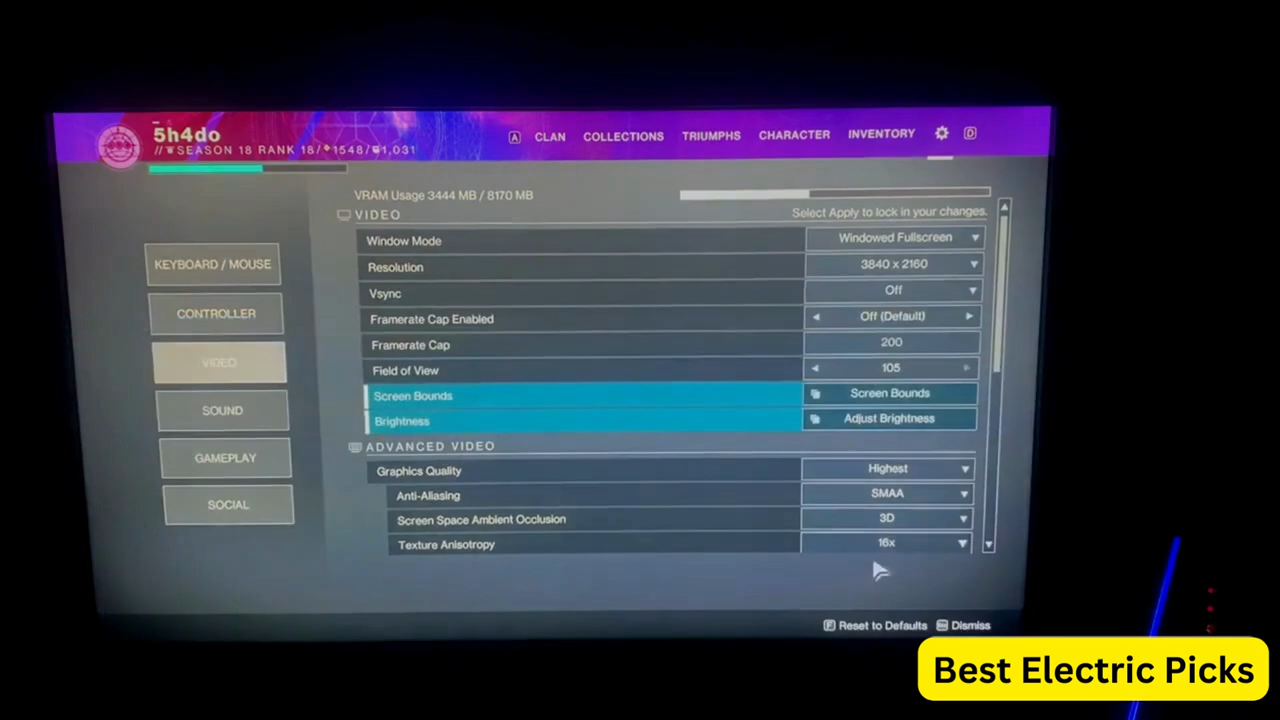 5h4do
//SEASON 18 RANK 18/1548/1,031
A CLAN COLLECTIONS TRIUMPHS CHARACTER INVENTORY D
VRAM Usage 3444 MB / 8170 MB
VIDEO
Select Apply to lock in your changes.
Window Mode Windowed Fullscreen
Resolution 3840 x 2160
Vsync Off
Framerate Cap Enabled Off (Default)
Framerate Cap 200
Field of View 105
Screen Bounds Screen Bounds
Brightness Adjust Brightness
ADVANCED VIDEO
Graphics Quality Highest
Anti-Aliasing SMAA
Screen Space Ambient Occlusion 3D
Texture Anisotropy 16x
KEYBOARD / MOUSE
CONTROLLER
VIDEO
SOUND
GAMEPLAY
SOCIAL
F Reset to Defaults Dismiss
Best Electric Picks